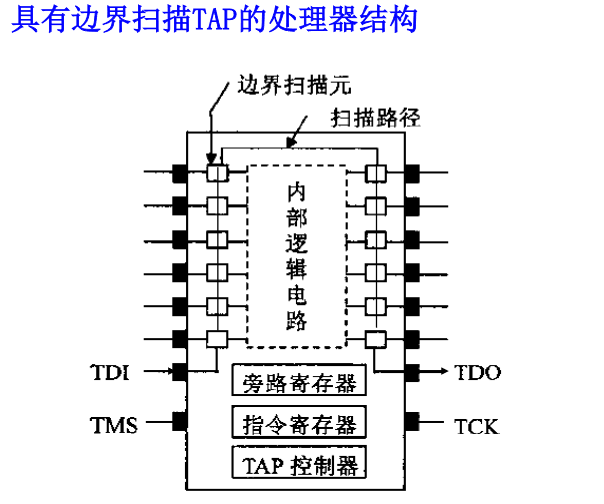 具有边界扫描TAP的处理器结构
边界扫描元
扫描路径
内部逻辑电路
TDI
TDO
旁路寄存器
TMS
指令寄存器
TCK
TAP 控制器